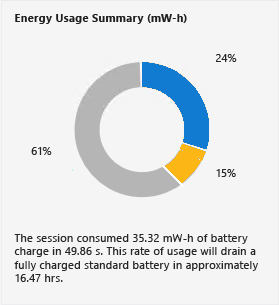 Energy Usage Summary (mW-h)
24%
61%
15%
The session consumed 35.32 mW-h of battery
charge in 49.86 s. This rate of usage will drain a
fully charged standard battery in approximately
16.47 hrs.